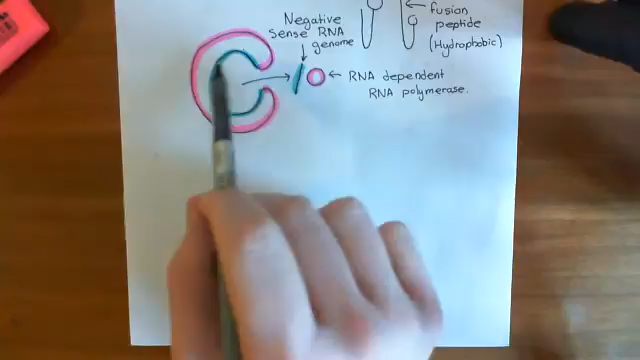 Negative
Sense RNA
genome
fusion
peptide
(Hydrophobic)
RNA dependent
RNA polymerase.